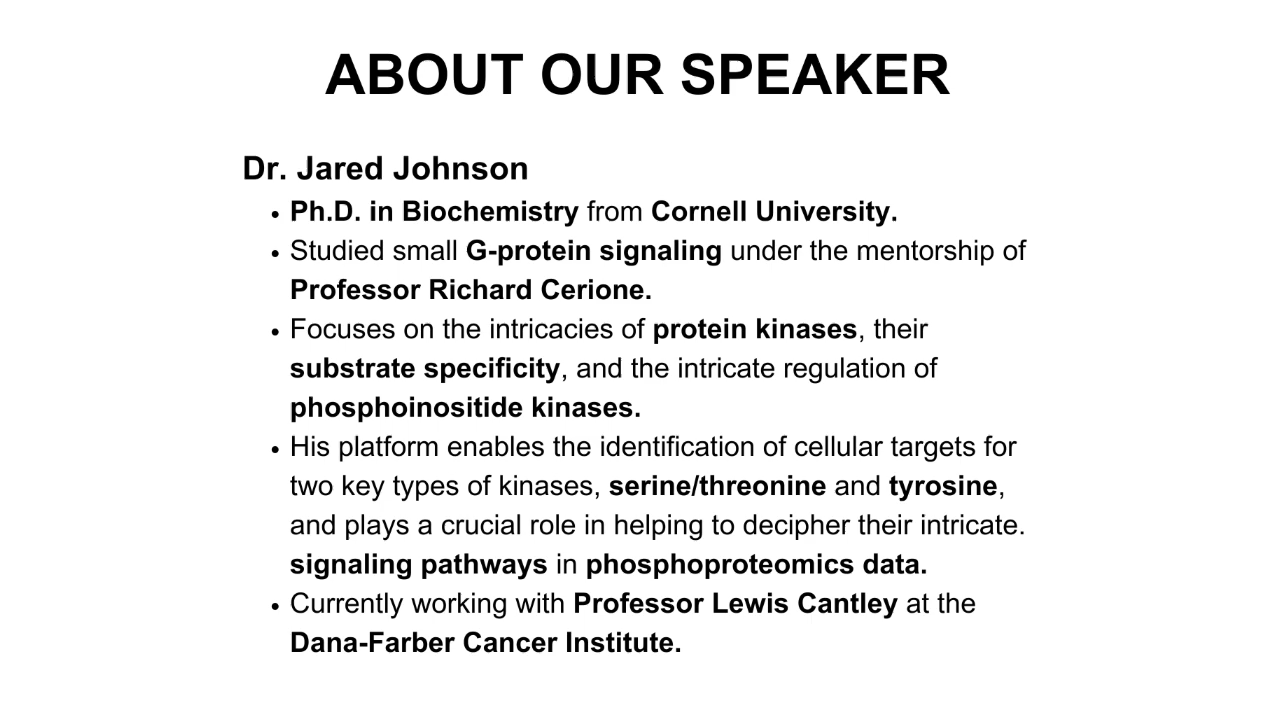 ABOUT OUR SPEAKER
Dr. Jared Johnson
• Ph.D. in Biochemistry from Cornell University.
• Studied small G-protein signaling under the mentorship of
Professor Richard Cerione.
• Focuses on the intricacies of protein kinases, their
substrate specificity, and the intricate regulation of
phosphoinositide kinases.
• His platform enables the identification of cellular targets for
two key types of kinases, serine/threonine and tyrosine,
and plays a crucial role in helping to decipher their intricate.
signaling pathways in phosphoproteomics data.
• Currently working with Professor Lewis Cantley at the
Dana-Farber Cancer Institute.